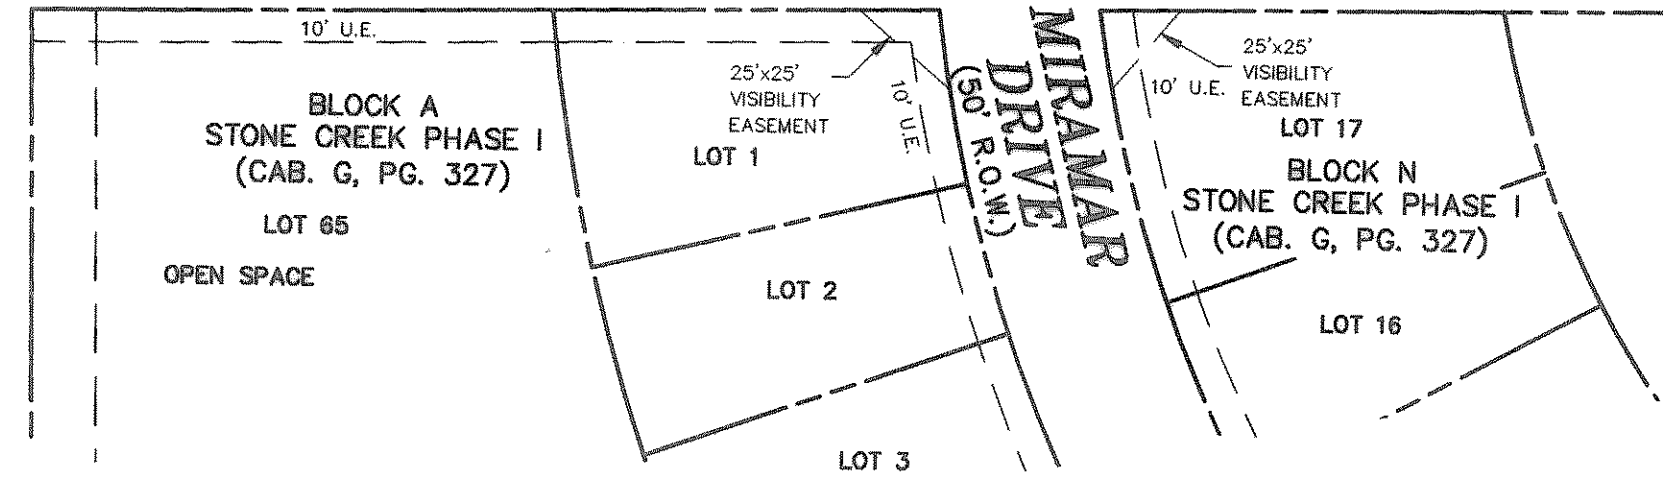 10' U.E.
BLOCK A
STONE CREEK PHASE I
(CAB. G, PG. 327)
LOT 65
OPEN SPACE
25'x25'
VISIBILITY
EASEMENT
10' U.E.
LOT 1
LOT 2
LOT 3
MIRAMAR
DRIVE
(50' R.O.W.)
25'x25'
VISIBILITY
EASEMENT
10' U.E.
LOT 17
BLOCK N
STONE CREEK PHASE I
(CAB. G, PG. 327)
LOT 16